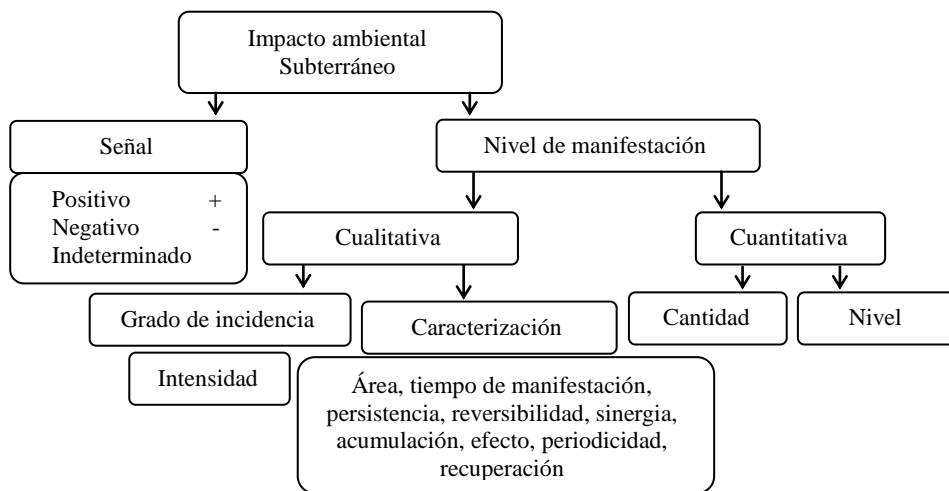 Impacto ambiental
Subterráneo
Señal
Nivel de manifestación
Positivo +
Negativo -
Indeterminado
Cualitativa
Cuantitativa
Grado de incidencia
Caracterización
Cantidad
Nivel
Intensidad
Área, tiempo de manifestación,
persistencia, reversibilidad, sinergia,
acumulación, efecto, periodicidad,
recuperación